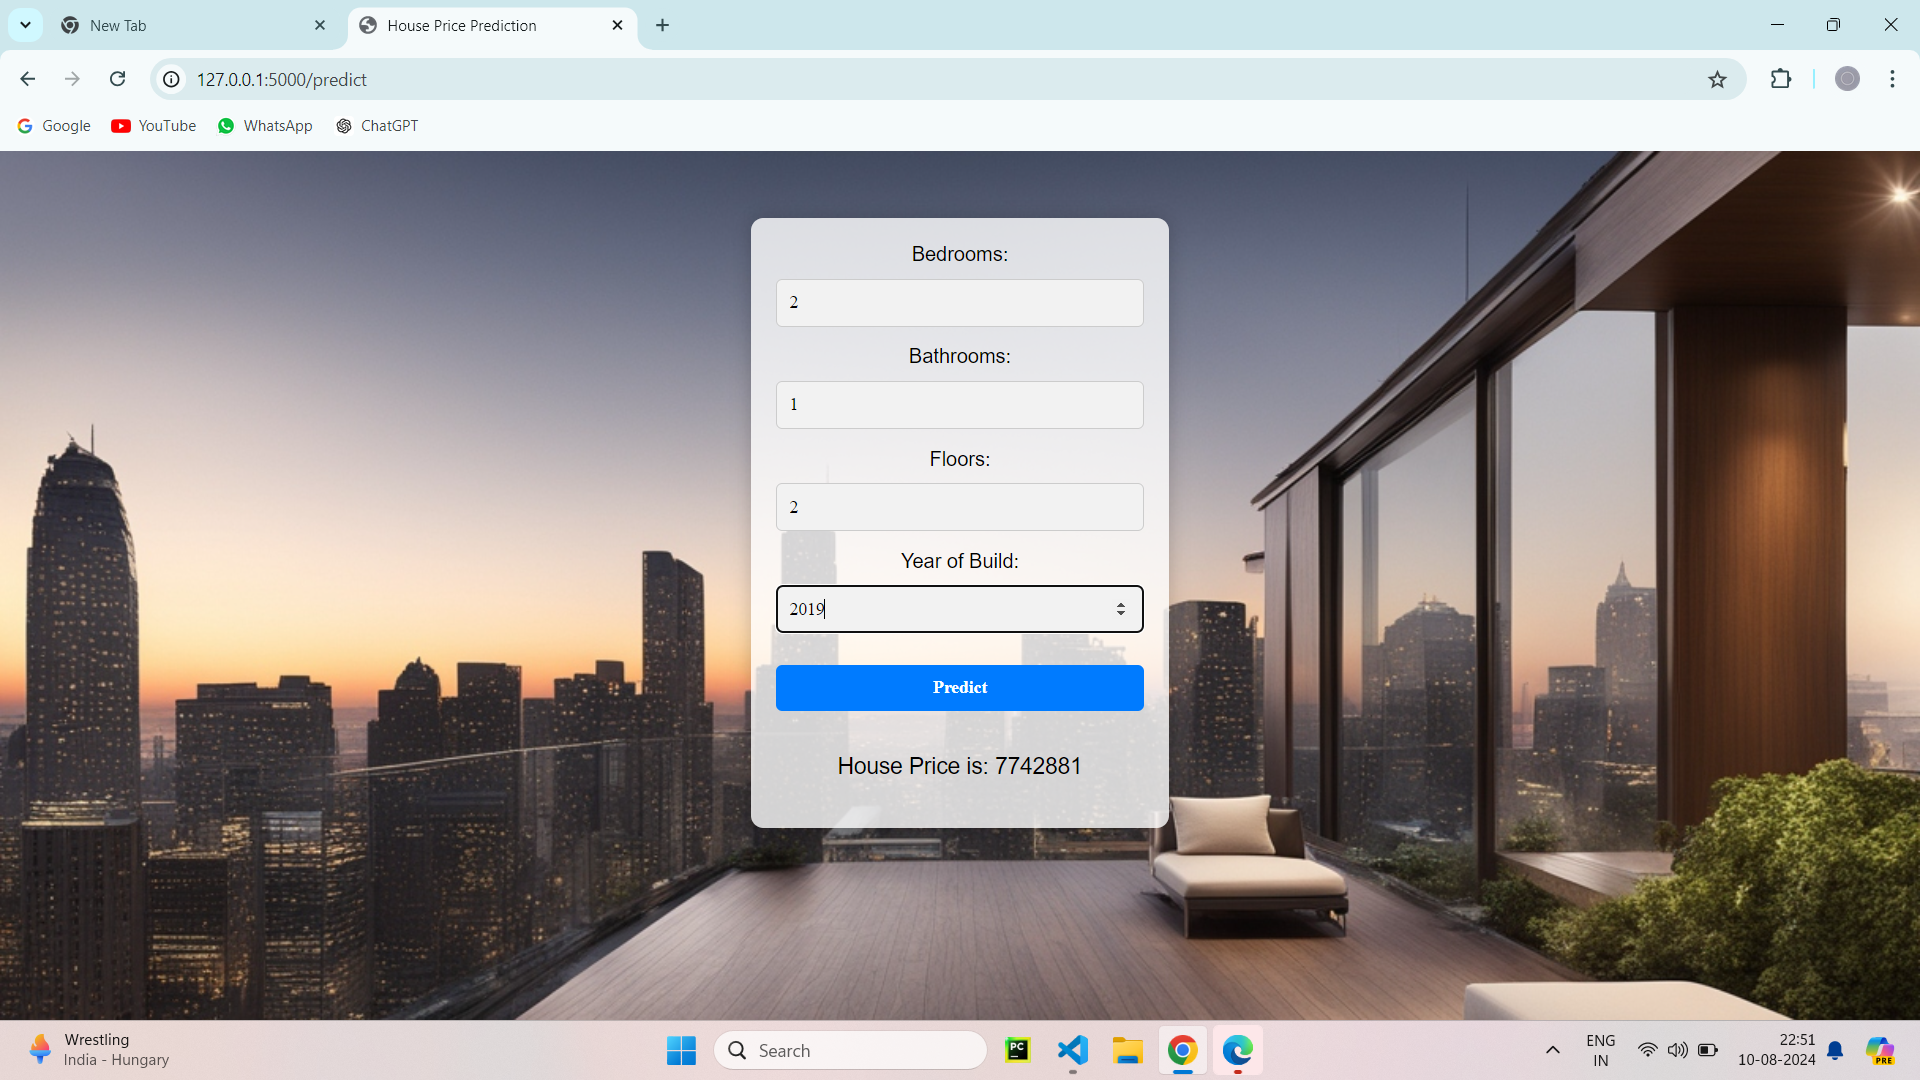 New Tab
House Price Prediction
127.0.0.1:5000/predict
Google
YouTube
WhatsApp
ChatGPT
Bedrooms:
2
Bathrooms:
1
Floors:
2
Year of Build:
2019
Predict
House Price is: 7742881
Wrestling
India - Hungary
Search
PC
ENG
IN
22:51
10-08-2024
PRE